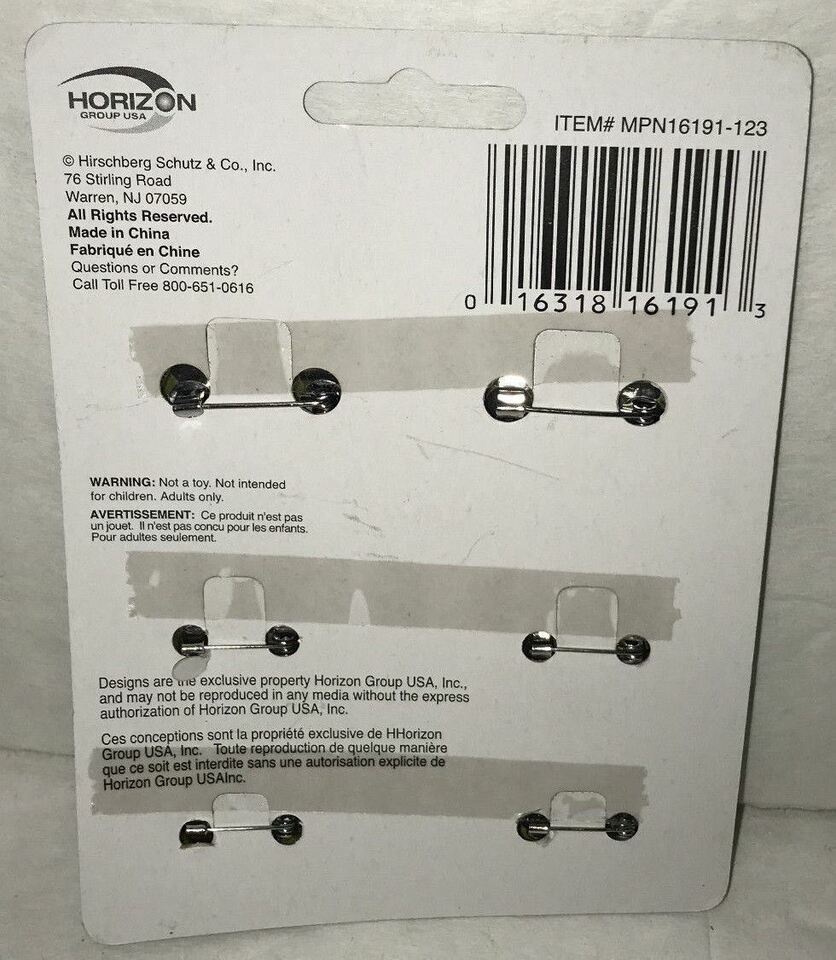 HORIZON
GROUP USA
ITEM# MPN16191-123
© Hirschberg Schutz & Co., Inc.
76 Stirling Road
Warren, NJ 07059
All Rights Reserved.
Made in China
Fabriqué en Chine
Questions or Comments?
Call Toll Free 800-651-0616
0 16318 16191 3
WARNING: Not a toy. Not intended
for children. Adults only.
AVERTISSEMENT: Ce produit n'est pas
un jouet. Il n'est pas concu pour les enfants.
Pour adultes seulement.
Designs are the exclusive property Horizon Group USA, Inc.,
and may not be reproduced in any media without the express
authorization of Horizon Group USA, Inc.
Ces conceptions sont la propriété exclusive de HHorizon
Group USA, Inc. Toute reproduction de quelque manière
que ce soit est interdite sans une autorisation explicite de
Horizon Group USAInc.